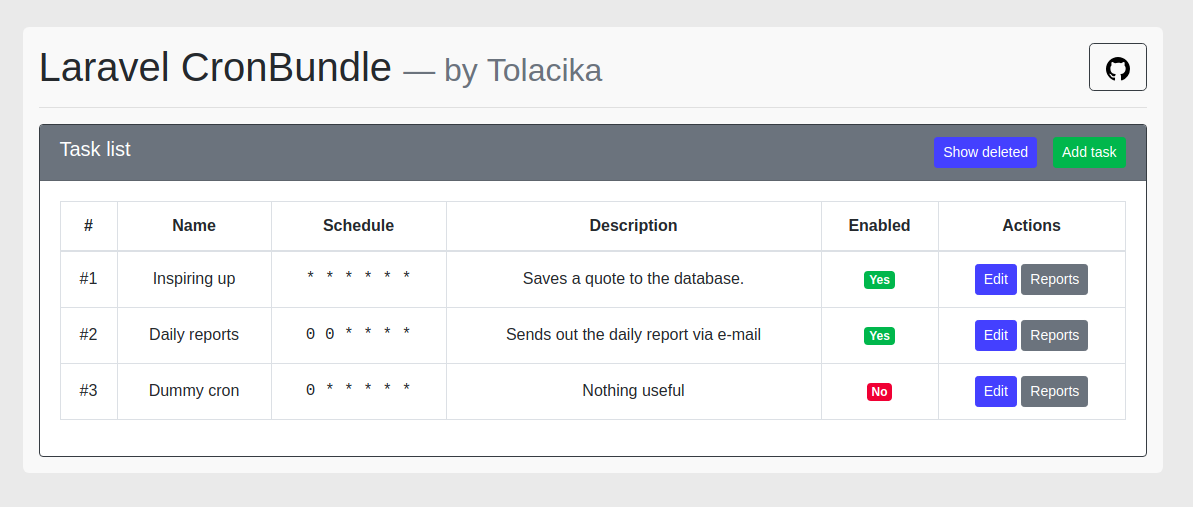 Laravel CronBundle — by Tolacika
Task list Show deleted Add task
# Name Schedule Description Enabled Actions
#1 Inspiring up * * * * * * Saves a quote to the database. Yes Edit Reports
#2 Daily reports 0 0 * * * * Sends out the daily report via e-mail Yes Edit Reports
#3 Dummy cron 0 * * * * * Nothing useful No Edit Reports